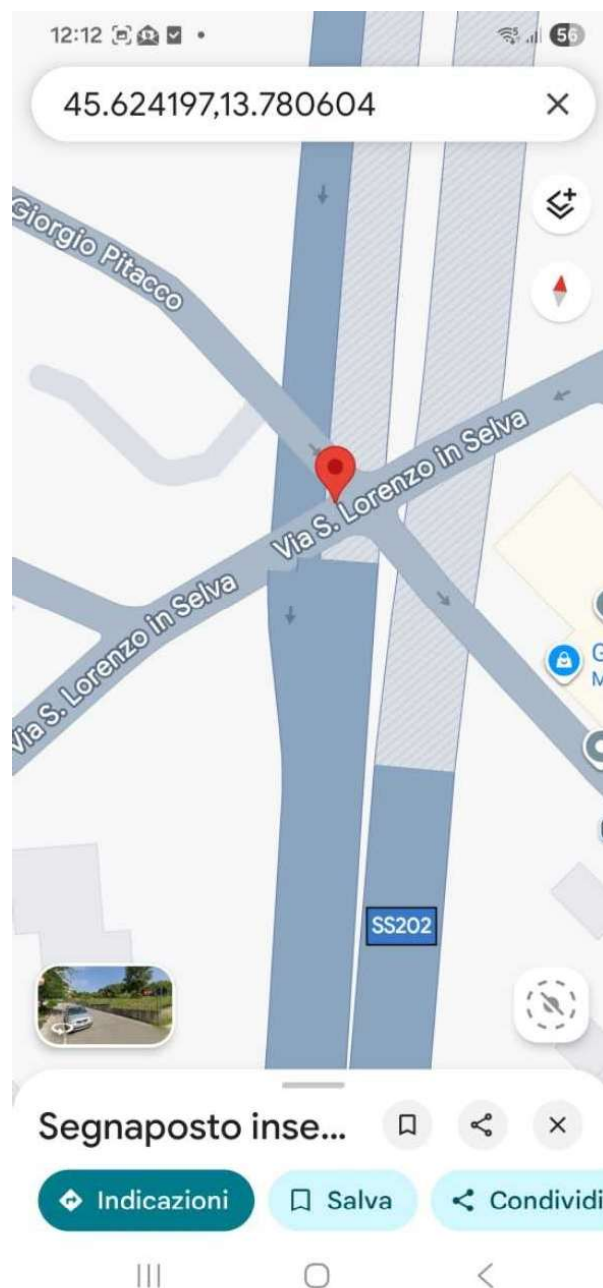 12:12
56
45.624197,13.780604
Giorgio Pitacco
Via S. Lorenzo in Selva
Via S. Lorenzo in Selva
G
M
SS202
Segnaposto inse...
Indicazioni
Salva
Condividi